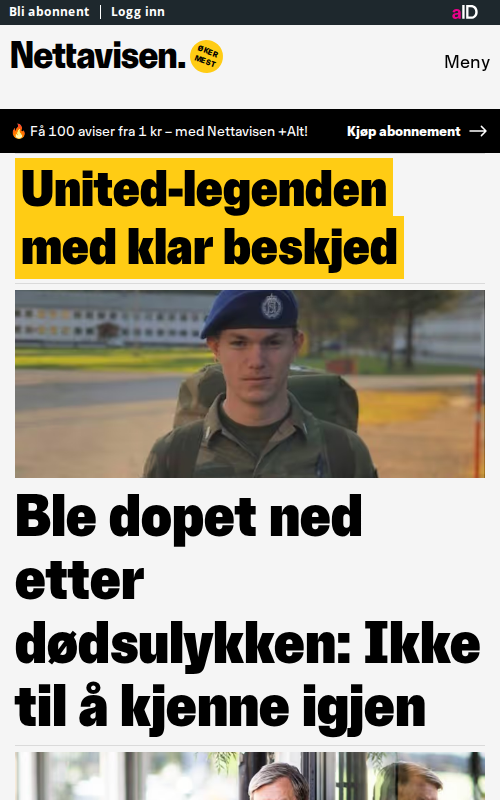 Bli abonnent
Logg inn
aID
Nettavisen.
ØKER
MEST
Meny
🔥 Få 100 aviser fra 1 kr – med Nettavisen +Alt!
Kjøp abonnement →
United-legenden
med klar beskjed
Ble dopet ned
etter
dødsulykken: Ikke
til å kjenne igjen